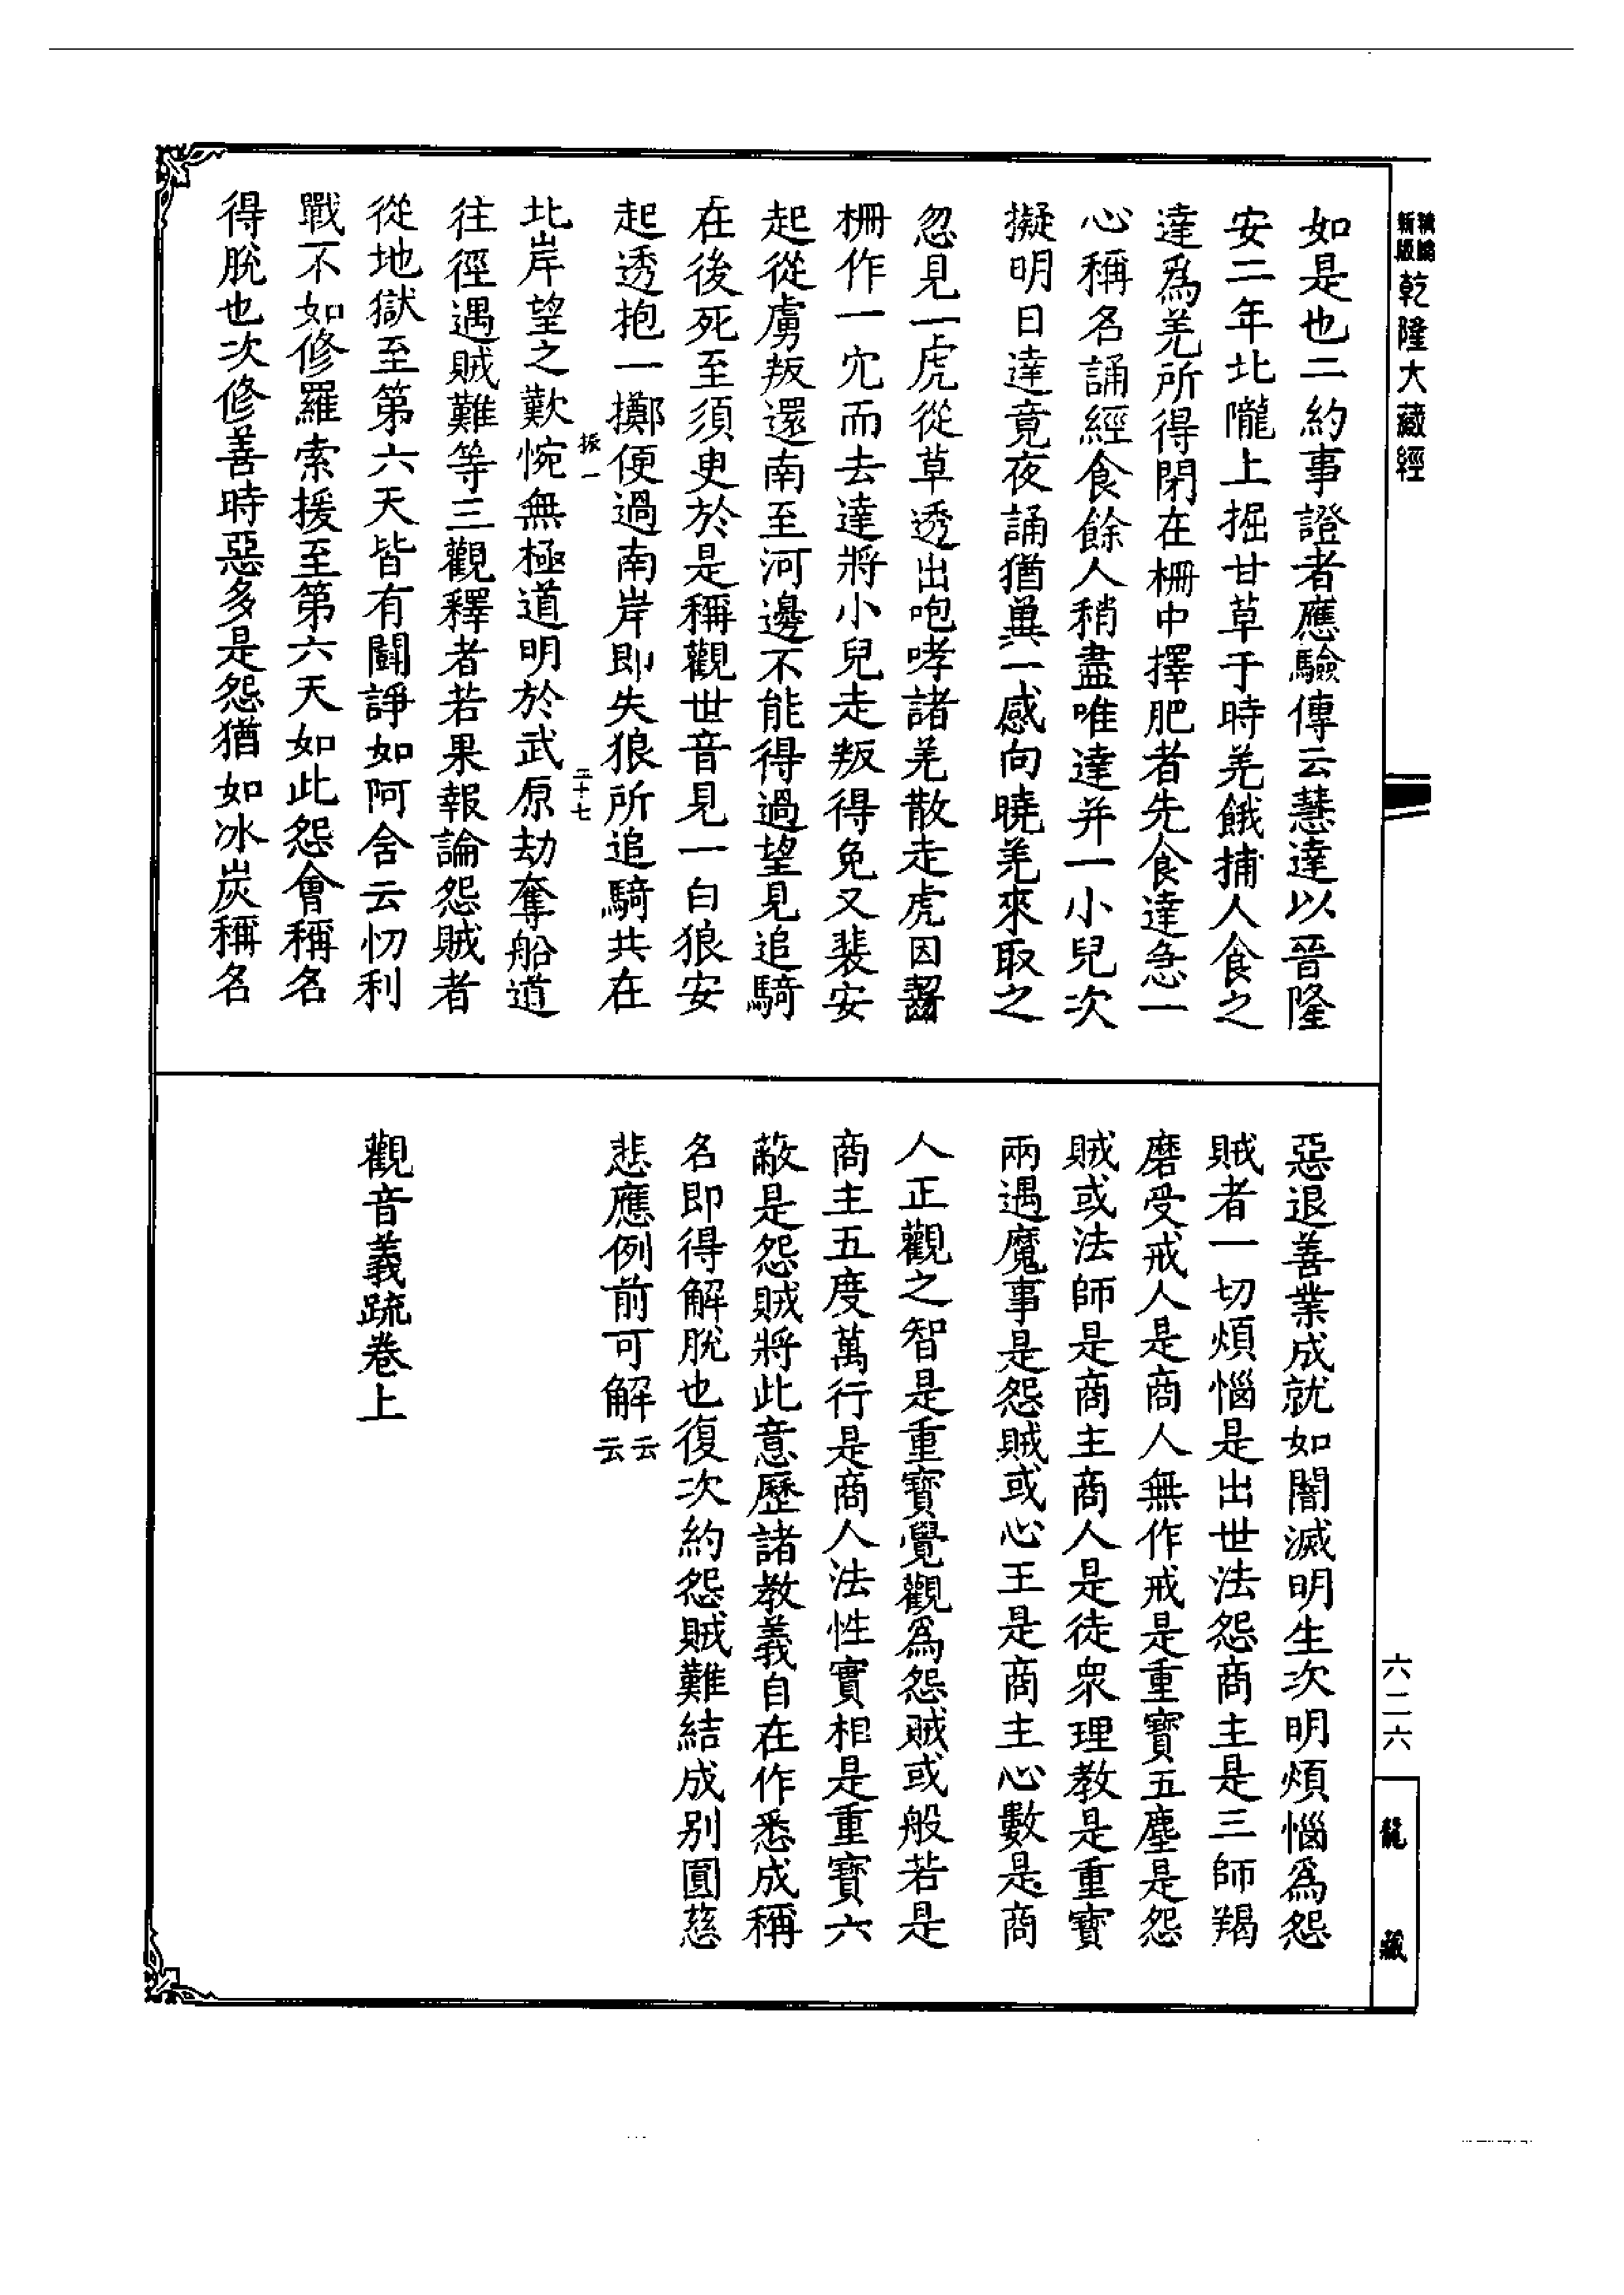 新版
乾隆大藏經
如是也二約事證者應驗傳云慧達以晉隆
安二年北隴上掘甘草于時羌餓捕人食之
達為羌所得閉在柵中擇肥者先食達急一
心稱名誦經食餘人稍盡唯達并一小兒次
擬明日達竟夜誦猶冀一感向曉羌來取之
忽見一虎從草透出咆哮諸羌散走虎因齧
柵作一穴而去達將小兒走叛得免又裴安
起從虜叛還南至河邊不能得過望見追騎
在後死至須臾於是稱觀世音見一白狼安
起透抱一擲便過南岸即失狼所追騎共在
振一
二十七
北岸望之歎惋無極道明於武原劫奪船道
往徑遇賊難等三觀釋者若果報論怨賊者
從地獄至第六天皆有鬪諍如阿含云忉利
戰不如修羅索援至第六天如此怨會稱名
得脫也次修善時惡多是怨猶如冰炭稱名
惡退善業成就如闇滅明生次明煩惱為怨
賊者一切煩惱是出世法怨商主是三師羯
磨受戒人是商人無作戒是重寶五塵是怨
賊或法師是商主商人是徒衆理教是重寶
兩遇魔事是怨賊或心王是商主心數是商
人正觀之智是重寶覺觀為怨賊或般若是
商主五度萬行是商人法性實相是重寶六
蔽是怨賊將此意歷諸教義自在作悉成稱
名即得解脫也復次約怨賊難結成別圓慈
悲應例前可解云云
觀音義疏卷上
六二六
龍藏